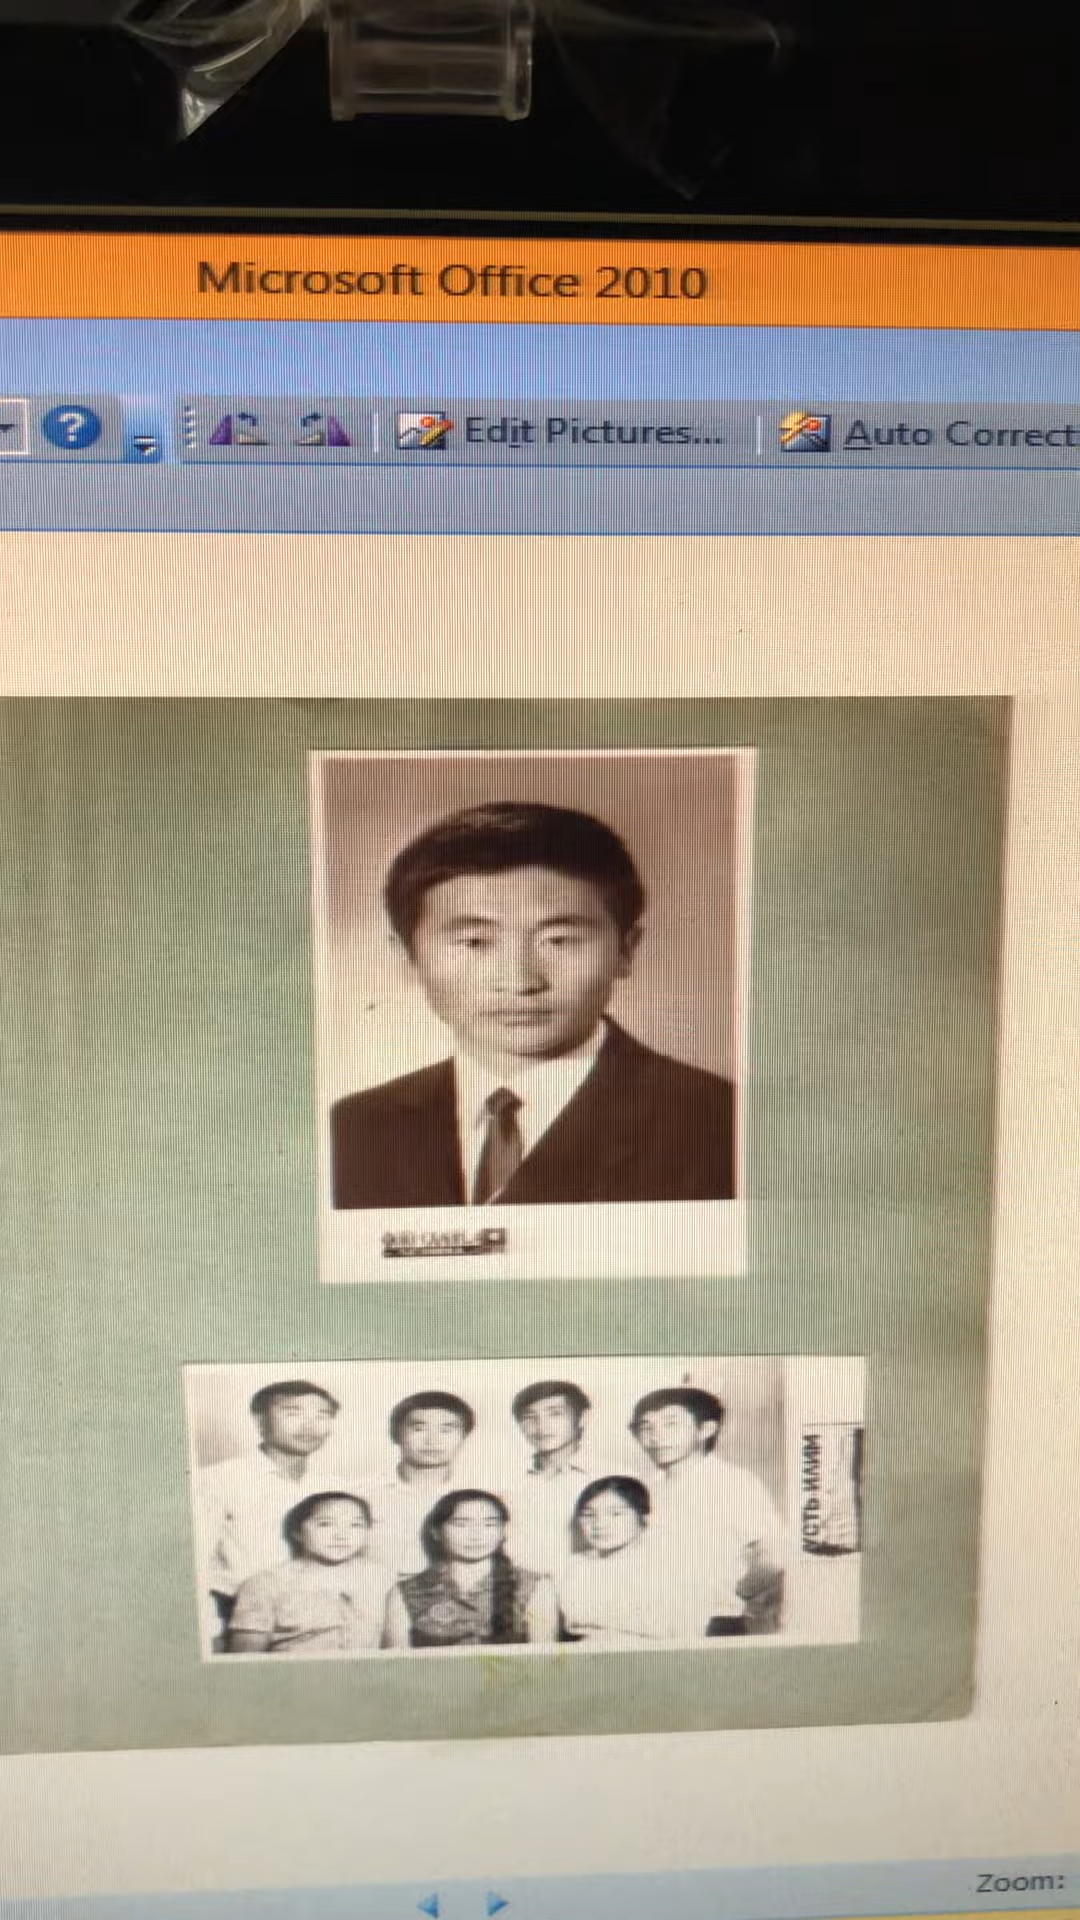 Microsoft Office 2010
Edit Pictures...
Auto Correct
УСТЬ ИЛИМ
Zoom: